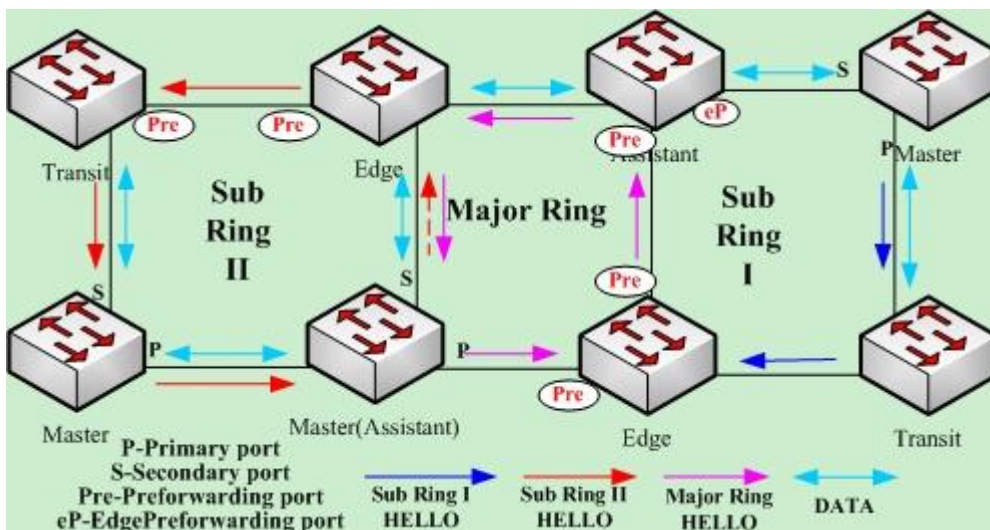 S
eP
Pre
Pre
Pre
Assistant
P
Master
Transit
Edge
Sub
Ring
II
Major Ring
Sub
Ring
I
S
S
Pre
P
P
Pre
Master
Master(Assistant)
Edge
Transit
P-Primary port
S-Secondary port
Pre-Preforwarding port
eP-EdgePreforwarding port
Sub Ring I
HELLO
Sub Ring II
HELLO
Major Ring
HELLO
DATA